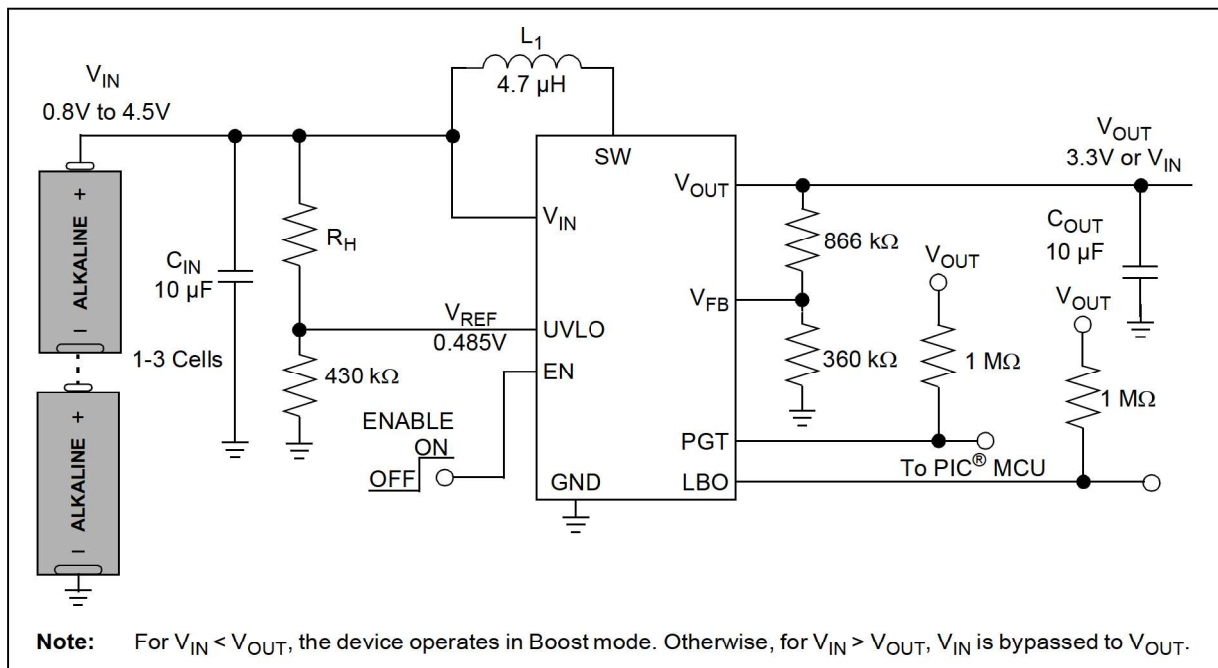 L1
4.7 µH
VIN
0.8V to 4.5V
+
ALKALINE
–
+
ALKALINE
–
1-3 Cells
CIN
10 µF
RH
430 kΩ
VREF
0.485V
ENABLE
ON
OFF
SW
VIN
UVLO
EN
GND
VOUT
VFB
PGT
LBO
866 kΩ
360 kΩ
VOUT
1 MΩ
VOUT
3.3V or VIN
COUT
10 µF
VOUT
1 MΩ
To PIC® MCU
Note: For VIN < VOUT, the device operates in Boost mode. Otherwise, for VIN > VOUT, VIN is bypassed to VOUT.